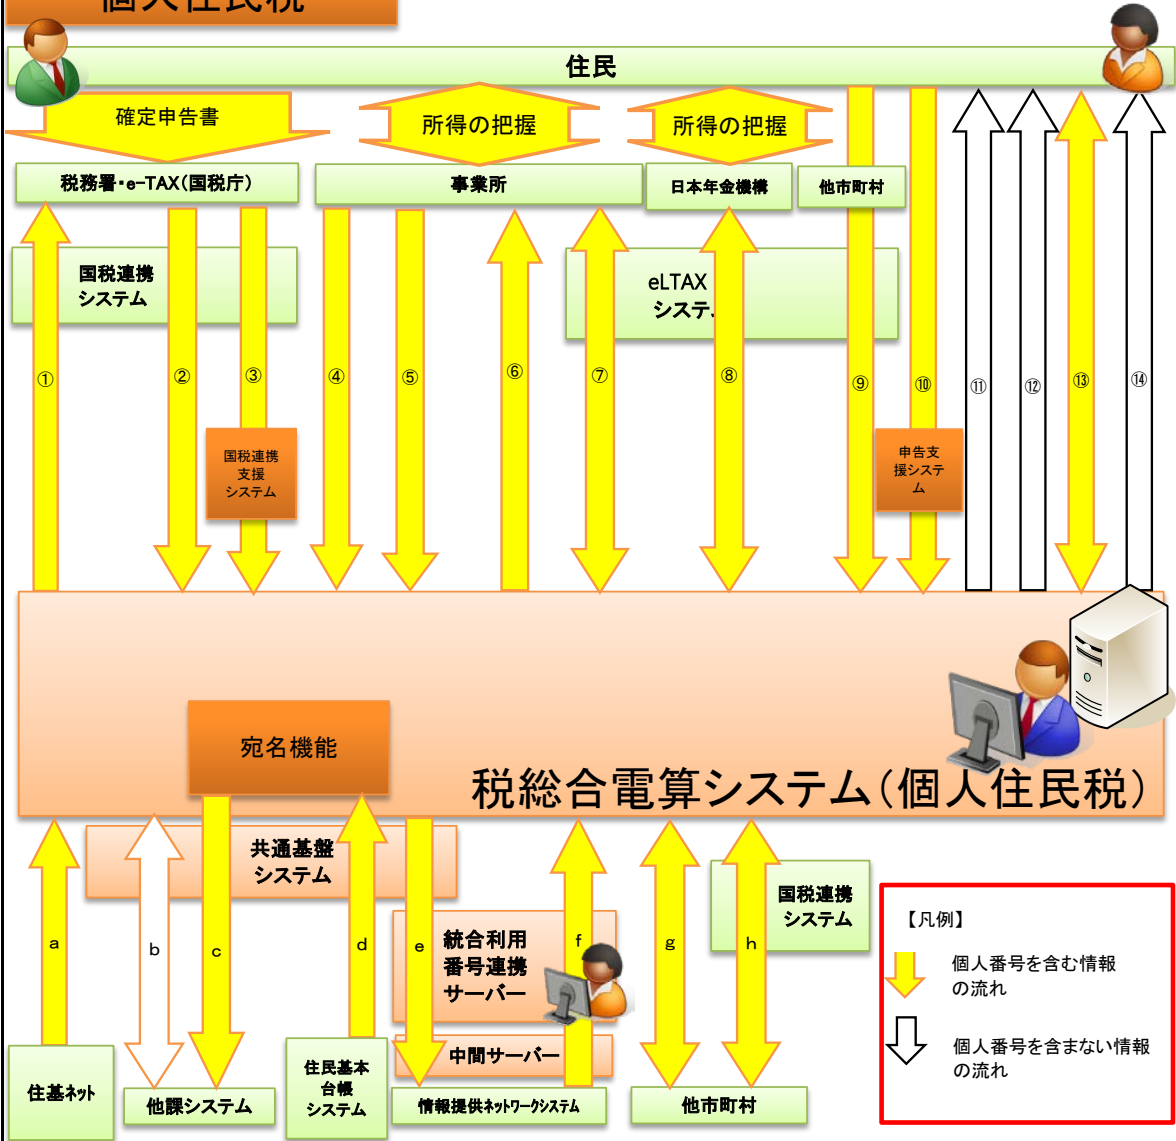 個人住民税
住民
確定申告書
所得の把握
所得の把握
税務署・e-TAX(国税庁)
事業所
日本年金機構
他市町村
国税連携
システム
eLTAX
システ
①
②
③
④
⑤
⑥
⑦
⑧
⑨
⑩
⑪
⑫
⑬
⑭
国税連携
支援
システム
申告支
援システ
ム
宛名機能
税総合電算システム(個人住民税)
共通基盤
システム
国税連携
システム
a
b
c
d
e
f
g
h
統合利用
番号連携
サーバー
中間サーバー
住基ネット
他課システム
住民基本
台帳
システム
情報提供ネットワークシステム
他市町村
【凡例】
個人番号を含む情報
の流れ
個人番号を含まない情報
の流れ